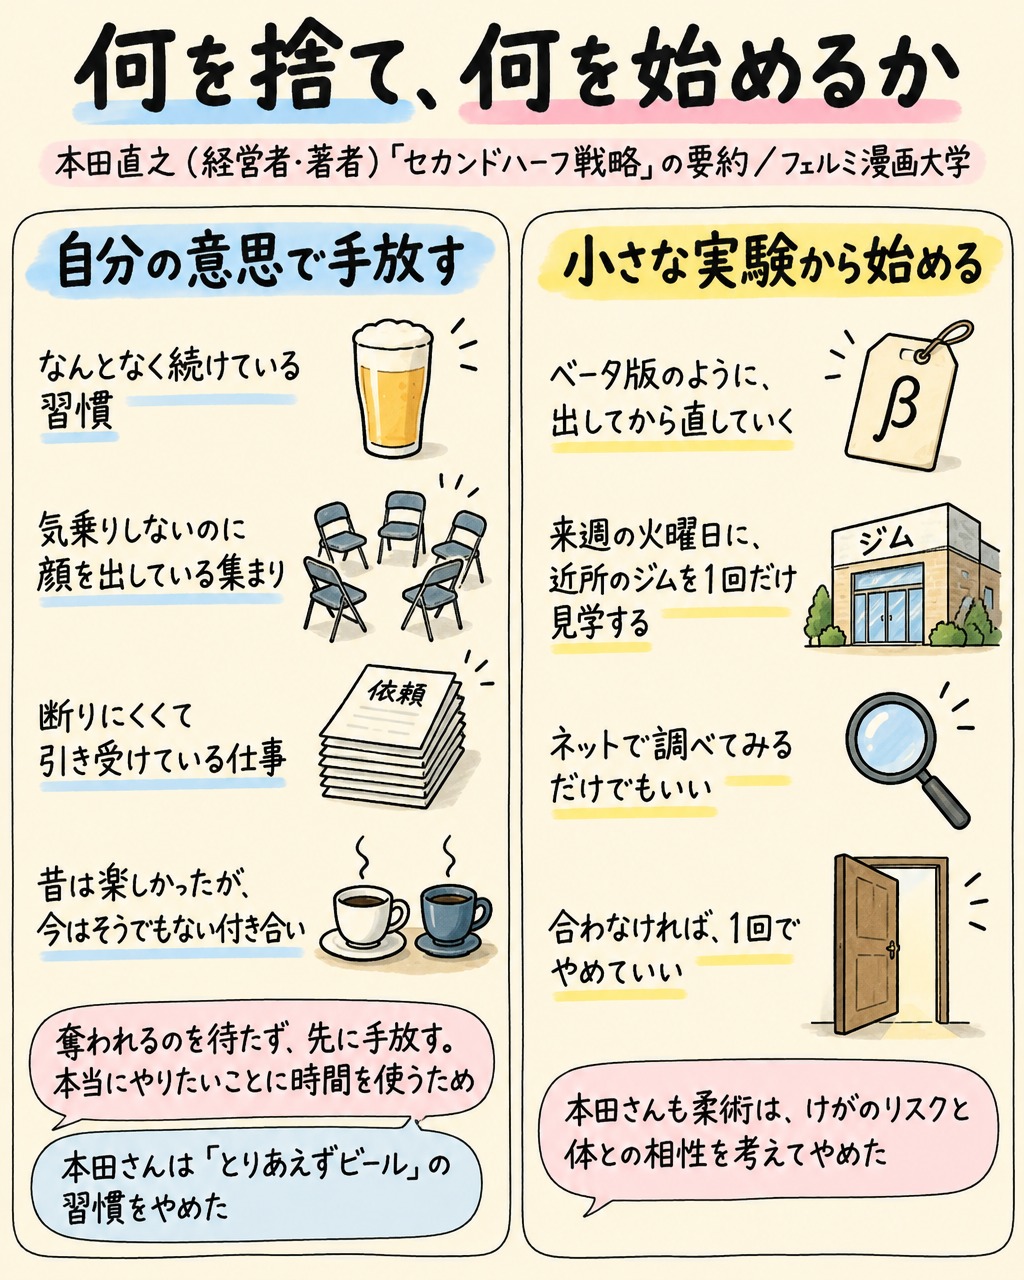 何を捨て、何を始めるか
本田直之（経営者・著者）「セカンドハーフ戦略」の要約／フェルミ漫画大学
自分の意思で手放す
なんとなく続けている
習慣
気乗りしないのに
顔を出している集まり
断りにくくて
引き受けている仕事
依頼
昔は楽しかったが、
今はそうでもない付き合い
奪われるのを待たず、先に手放す。
本当にやりたいことに時間を使うため
本田さんは「とりあえずビール」の
習慣をやめた
小さな実験から始める
ベータ版のように、
出してから直していく
β
来週の火曜日に、
近所のジムを1回だけ
見学する
ジム
ネットで調べてみる
だけでもいい
合わなければ、1回で
やめていい
本田さんも柔術は、けがのリスクと
体との相性を考えてやめた